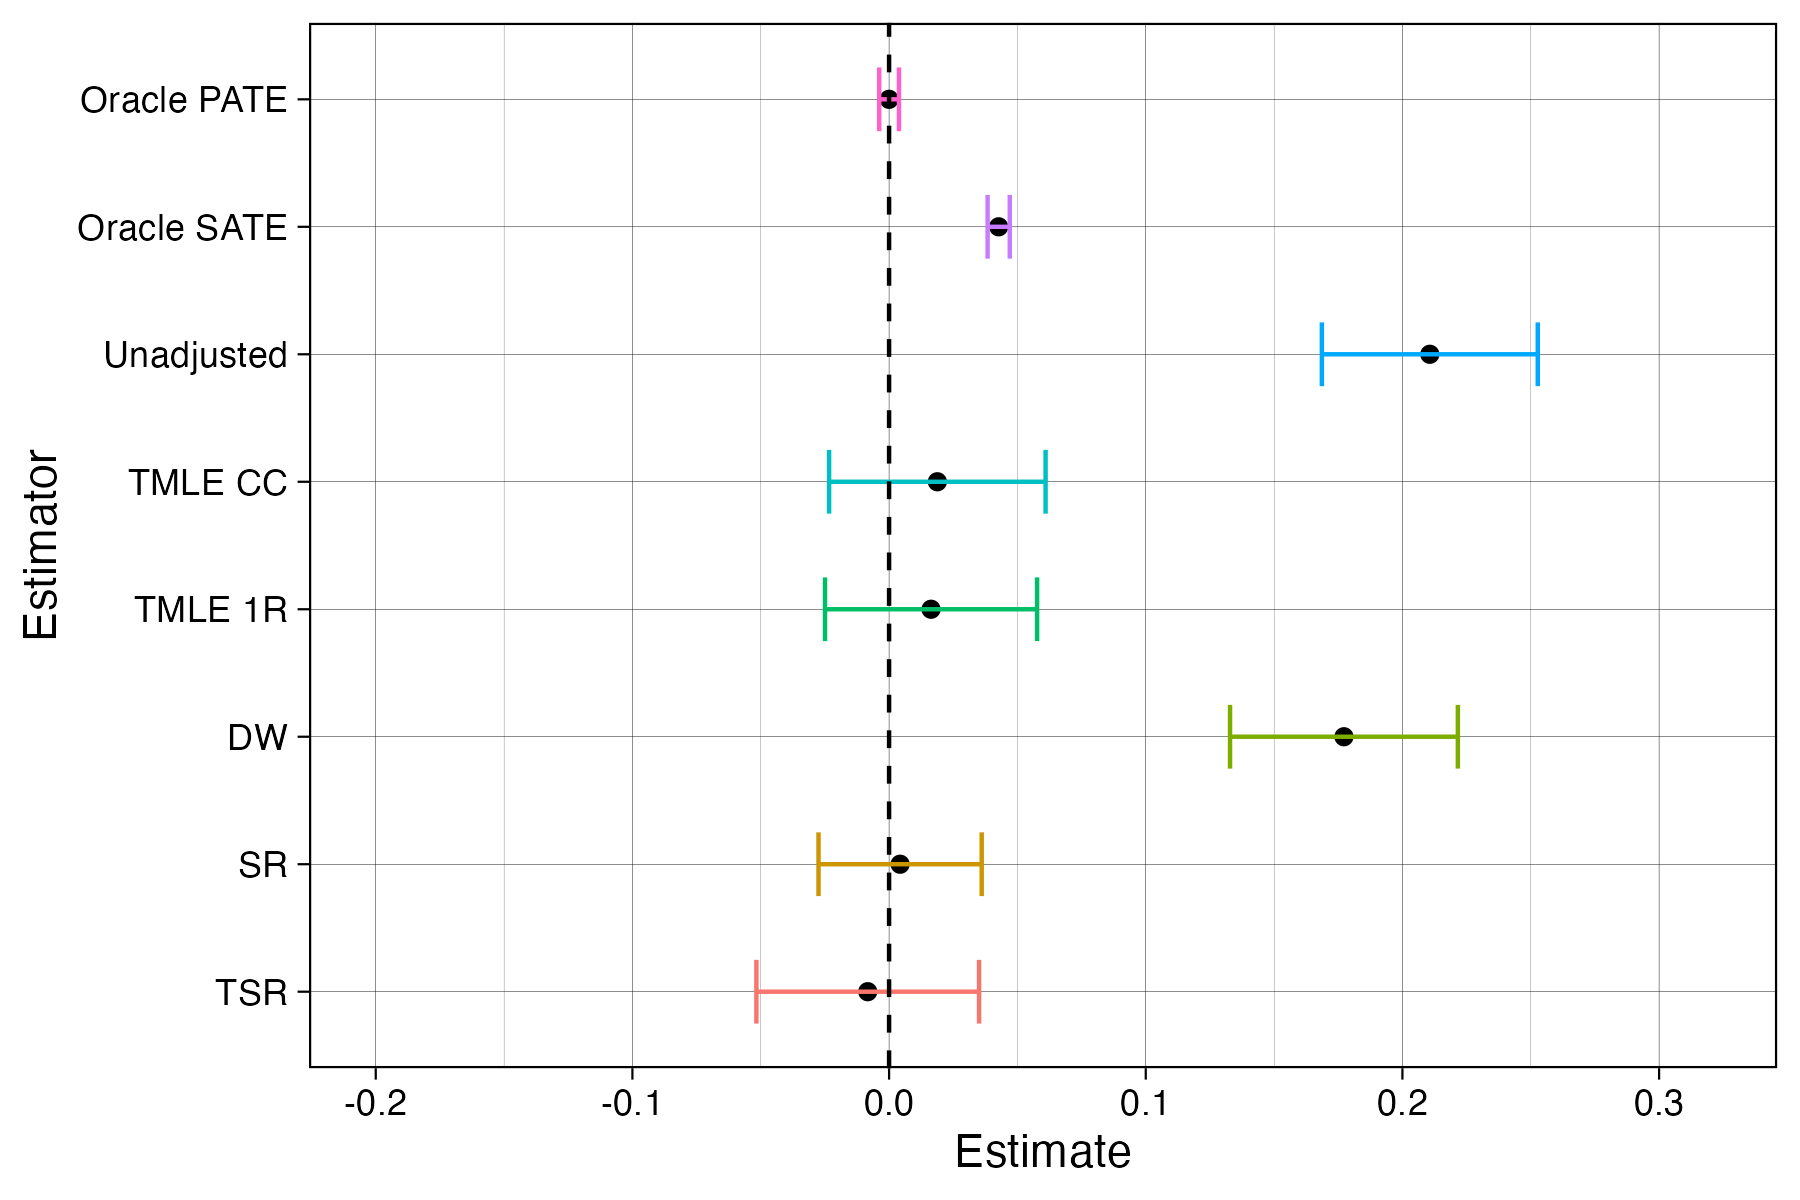 Oracle PATE
Oracle SATE
Unadjusted
TMLE CC
TMLE 1R
DW
SR
TSR
Estimator
-0.2 -0.1 0.0 0.1 0.2 0.3
Estimate